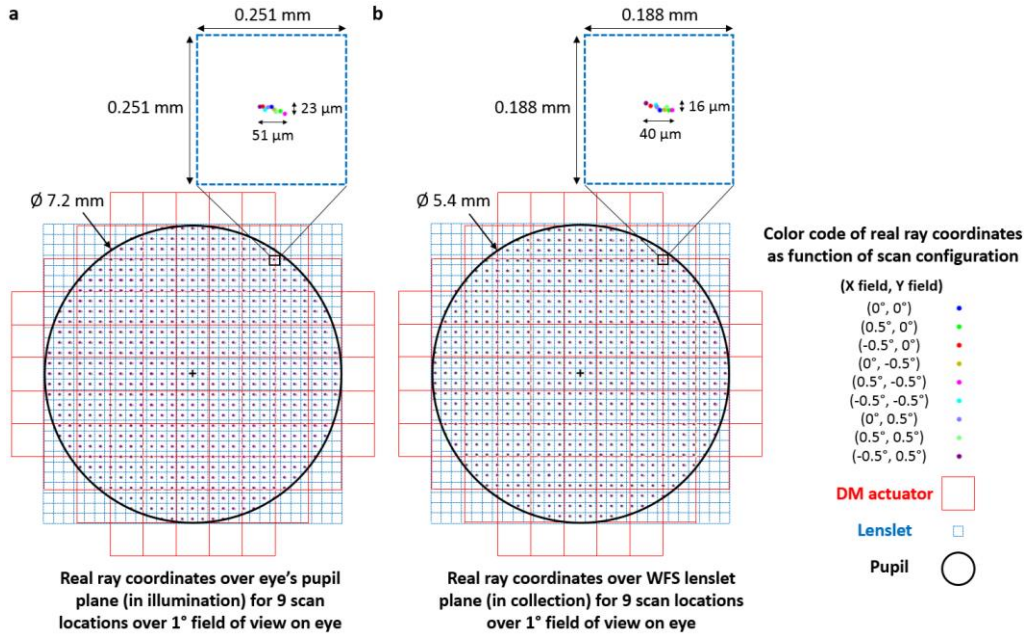 a
0.251 mm
0.251 mm
23 µm
51 µm
Ø 7.2 mm
Real ray coordinates over eye's pupil
plane (in illumination) for 9 scan
locations over 1° field of view on eye
b
0.188 mm
0.188 mm
16 µm
40 µm
Ø 5.4 mm
Real ray coordinates over WFS lenslet
plane (in collection) for 9 scan locations
over 1° field of view on eye
Color code of real ray coordinates
as function of scan configuration
(X field, Y field)
(0°, 0°)
(0.5°, 0°)
(-0.5°, 0°)
(0°, -0.5°)
(0.5°, -0.5°)
(-0.5°, -0.5°)
(0°, 0.5°)
(0.5°, 0.5°)
(-0.5°, 0.5°)
DM actuator
Lenslet
Pupil